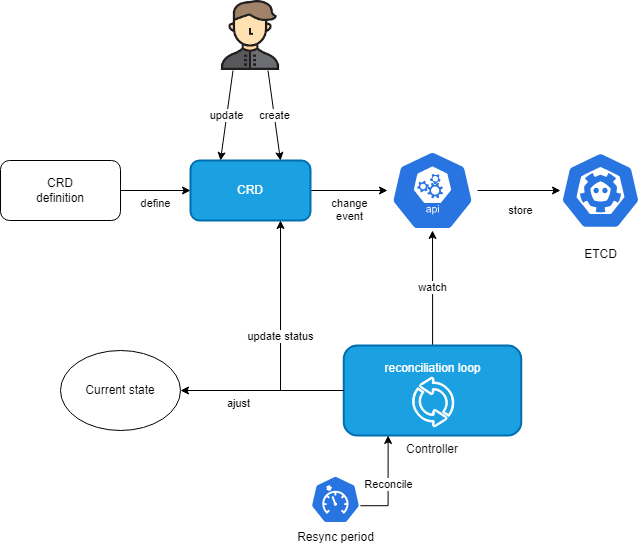 update
create
CRD
definition
define
CRD
change
event
api
store
ETCD
watch
update status
reconciliation loop
Current state
ajust
Controller
Reconcile
Resync period